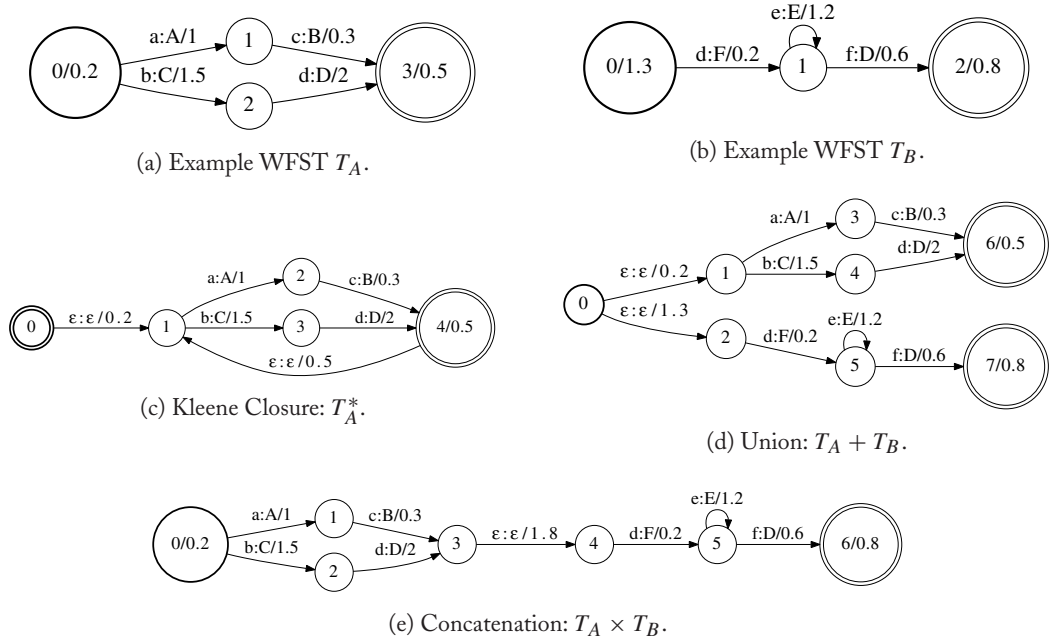 a:A/1
1
c:B/0.3
0/0.2
3/0.5
b:C/1.5
d:D/2
2
(a) Example WFST T_A.
e:E/1.2
0/1.3
d:F/0.2
1
f:D/0.6
2/0.8
(b) Example WFST T_B.
a:A/1
2
c:B/0.3
0
ε:ε/0.2
1
b:C/1.5
3
d:D/2
4/0.5
ε:ε/0.5
(c) Kleene Closure: T_A^*.
a:A/1
3
c:B/0.3
6/0.5
ε:ε/0.2
1
b:C/1.5
4
d:D/2
0
ε:ε/1.3
2
d:F/0.2
e:E/1.2
5
f:D/0.6
7/0.8
(d) Union: T_A + T_B.
0/0.2
a:A/1
1
c:B/0.3
b:C/1.5
2
d:D/2
3
ε:ε/1.8
4
d:F/0.2
e:E/1.2
5
f:D/0.6
6/0.8
(e) Concatenation: T_A × T_B.